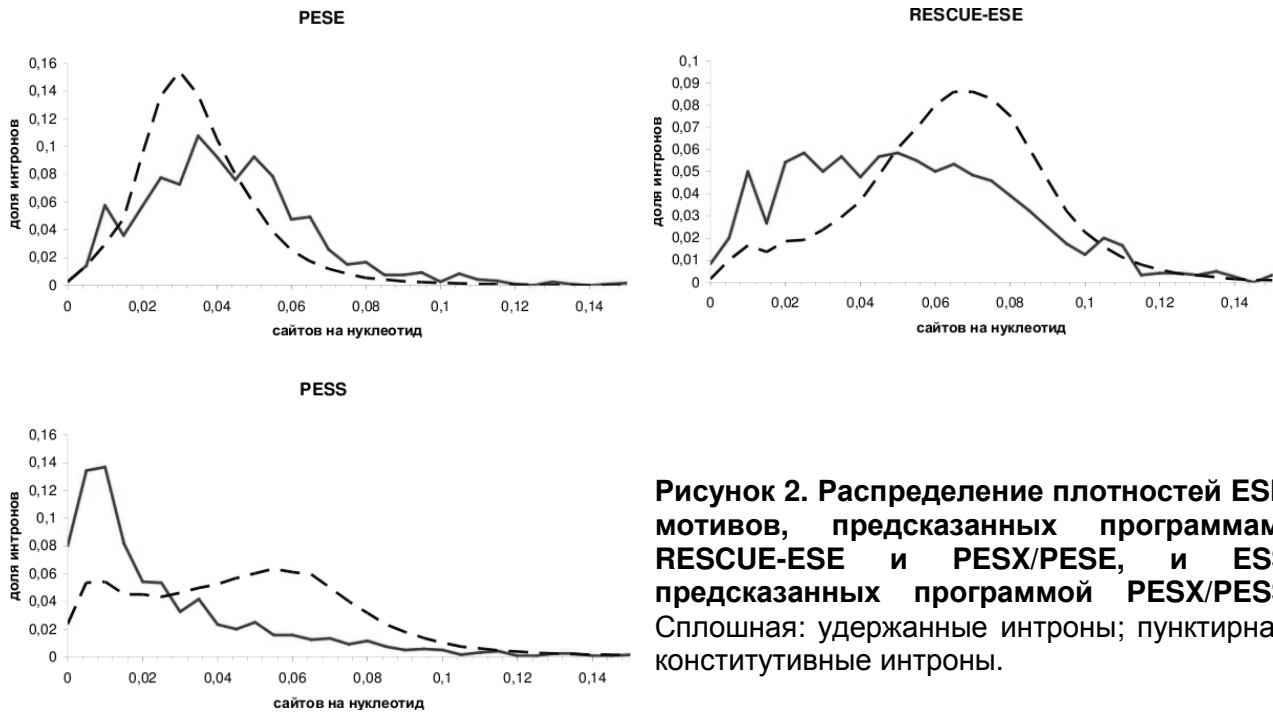 PESE
0,16
0,14
0,12
0,1
0,08
0,06
0,04
0,02
0
доля интронов
0 0,02 0,04 0,06 0,08 0,1 0,12 0,14
сайтов на нуклеотид
RESCUE-ESE
0,1
0,09
0,08
0,07
0,06
0,05
0,04
0,03
0,02
0,01
0
доля интронов
0 0,02 0,04 0,06 0,08 0,1 0,12 0,14
сайтов на нуклеотид
PESS
0,16
0,14
0,12
0,1
0,08
0,06
0,04
0,02
0
доля интронов
0 0,02 0,04 0,06 0,08 0,1 0,12 0,14
сайтов на нуклеотид
Рисунок 2. Распределение плотностей ESE
мотивов, предсказанных программам
RESCUE-ESE и PESX/PESE, и ESS
предсказанных программой PESX/PESS
Сплошная: удержанные интроны; пунктирна
конститутивные интроны.